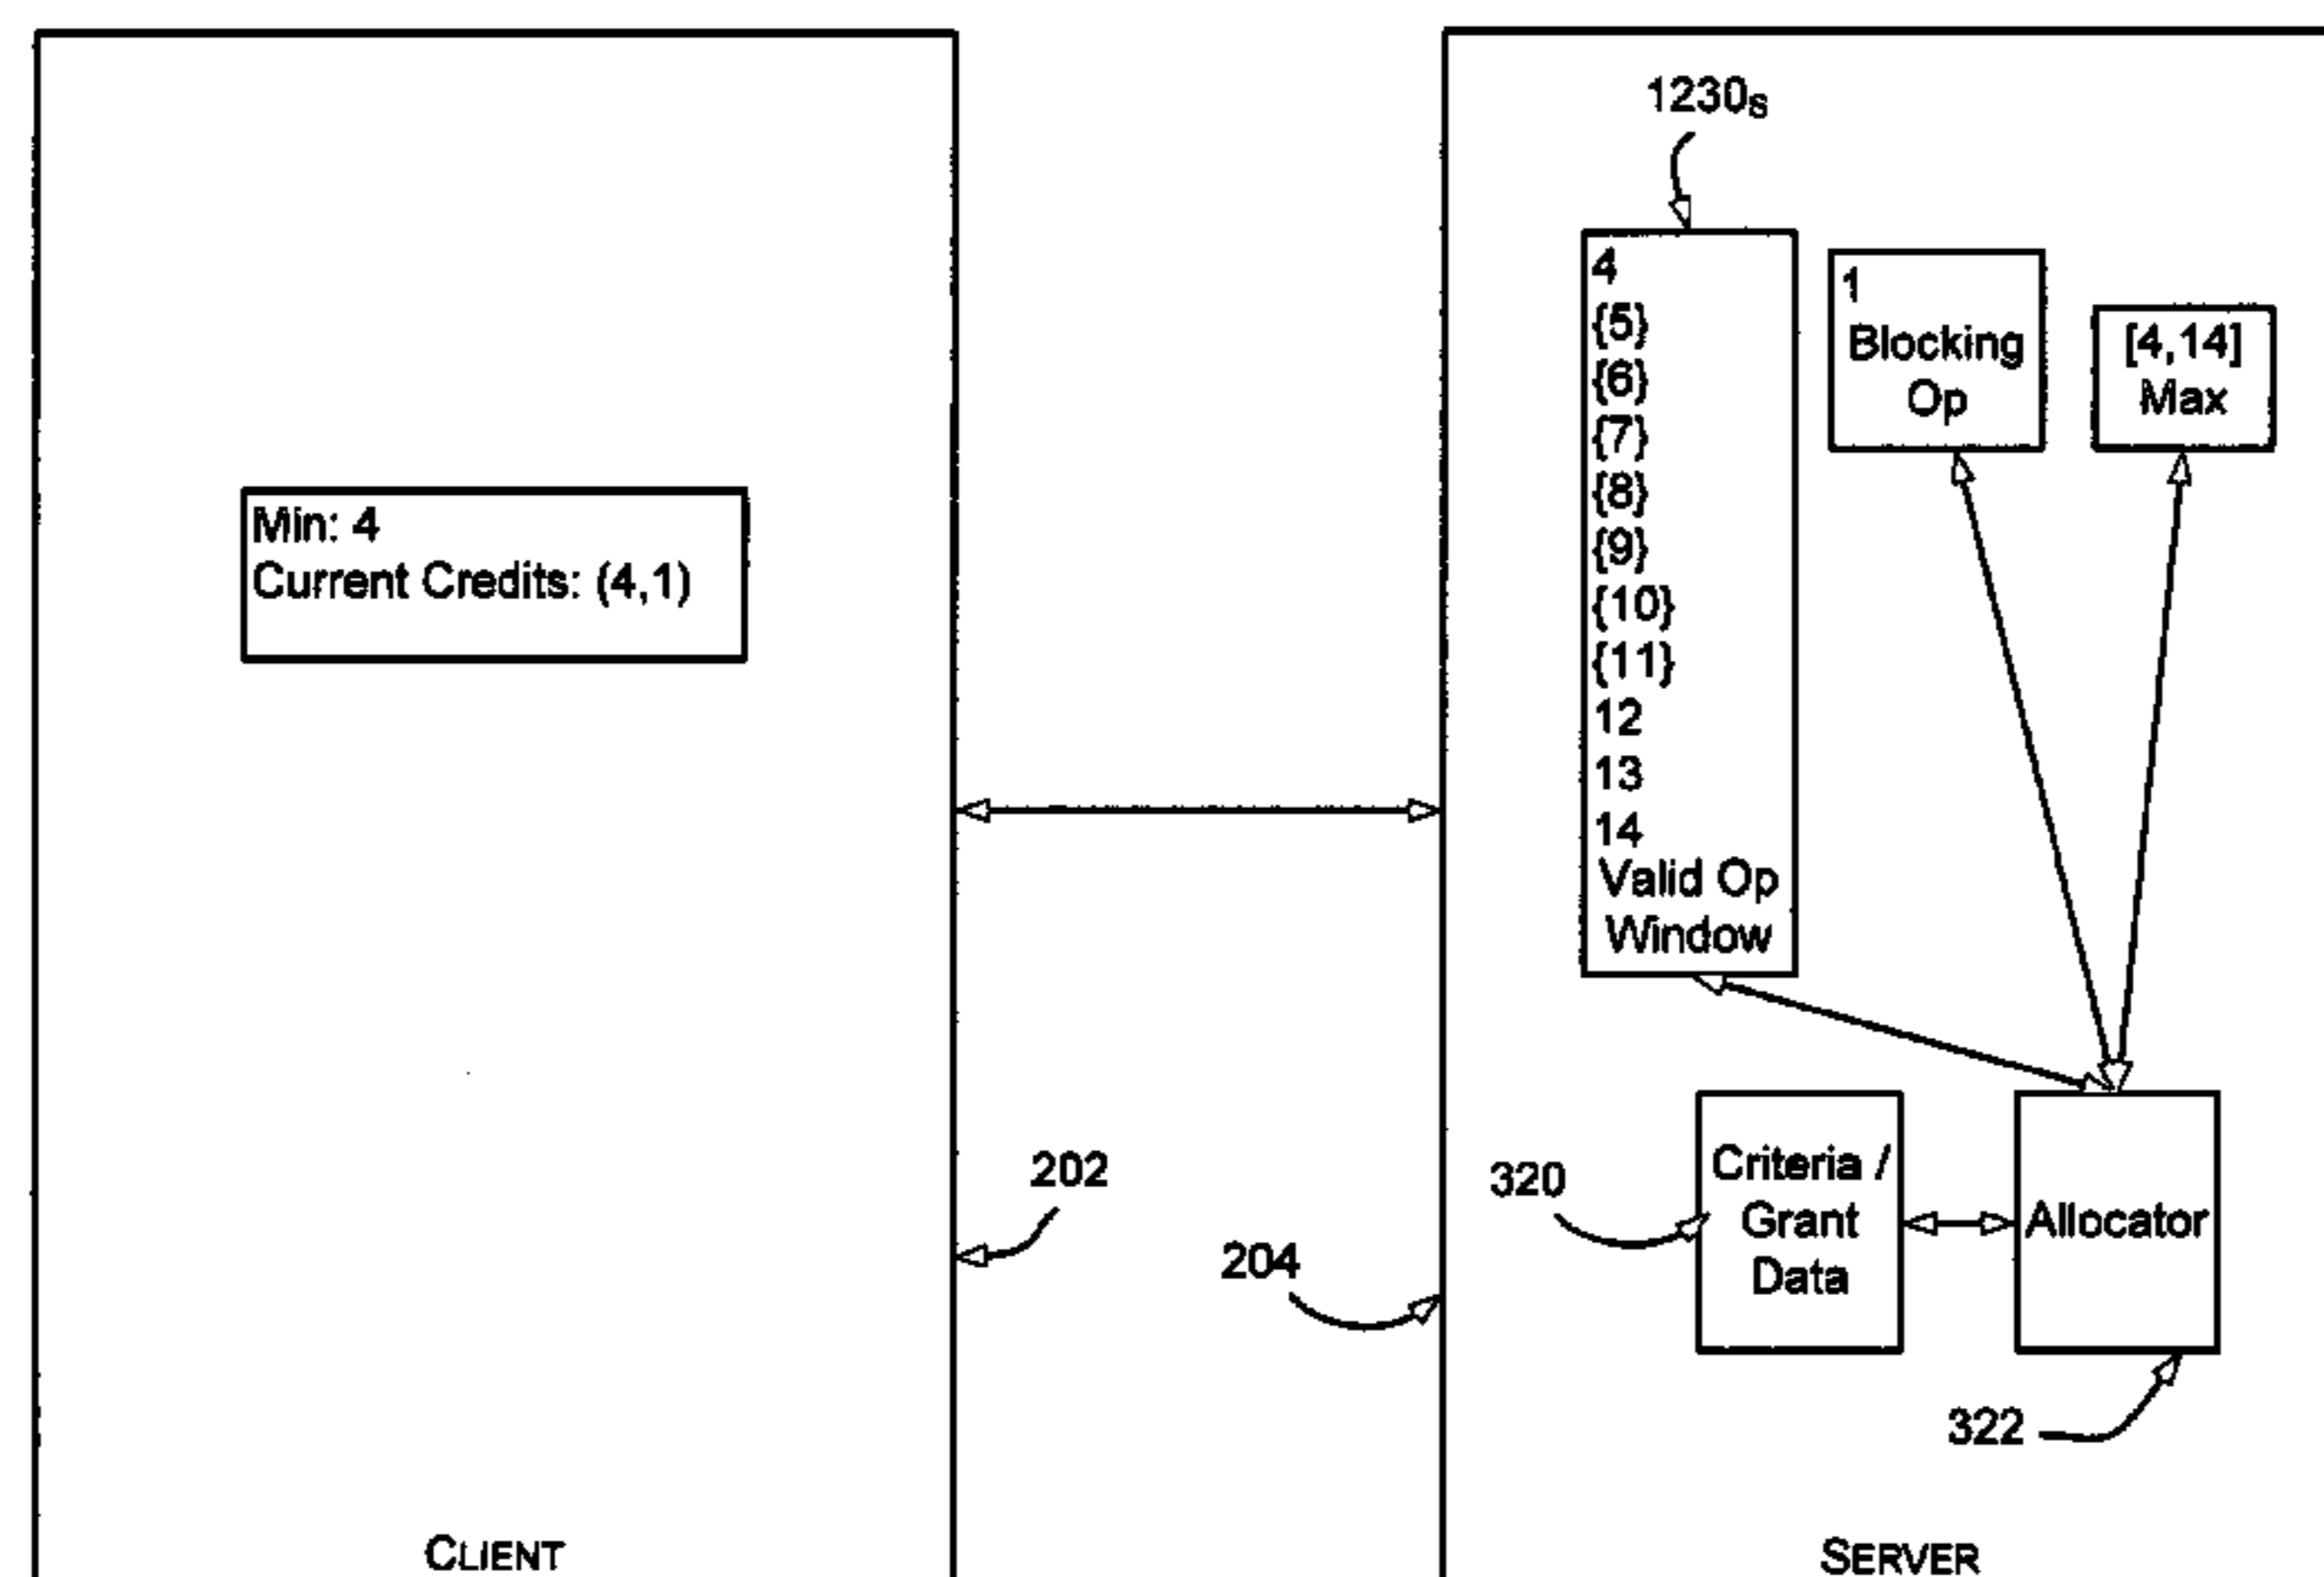 Min: 4
Current Credits: (4,1)
CLIENT
202
204
1230s
4
{5}
{6}
{7}
{8}
{9}
{10}
{11}
12
13
14
Valid Op
Window
1
Blocking
Op
[4,14]
Max
320
Criteria /
Grant
Data
Allocator
322
SERVER